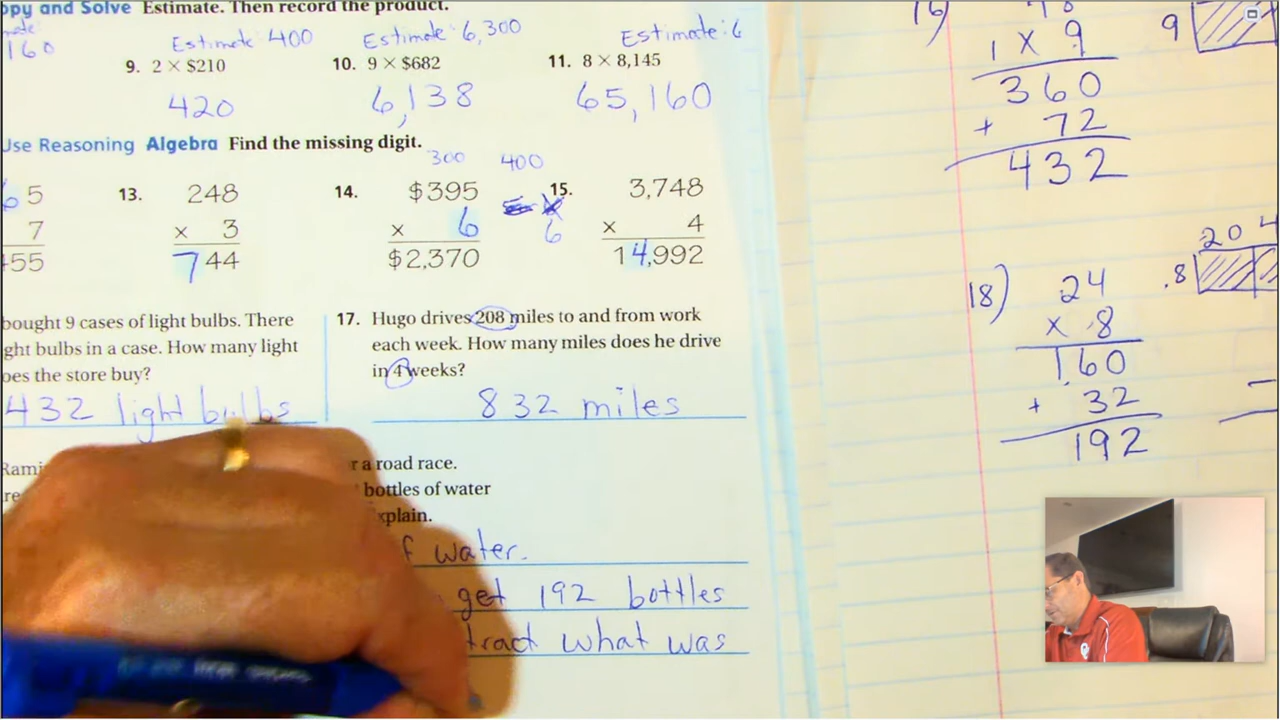 opy and Solve Estimate. Then record the product.
160
Estimate: 400
Estimate: 6,300
Estimate: 6
9. 2 × $210
10. 9 × $682
11. 8 × 8,145
420
6,138
65,160
Use Reasoning Algebra Find the missing digit.
300 400
65
7
455
13. 248
× 3
744
14. $395
× 6
$2,370
6
15. 3,748
× 4
14,992
bought 9 cases of light bulbs. There
ght bulbs in a case. How many light
oes the store buy?
432 light bulbs
17. Hugo drives 208 miles to and from work
each week. How many miles does he drive
in 4 weeks?
832 miles
Rami
re
r a road race.
bottles of water
xplain.
f water.
get 192 bottles
tract what was
16)
1 × 9
360
+ 72
432
9
18) 24
× 8
160
+ 32
192
20 4
8